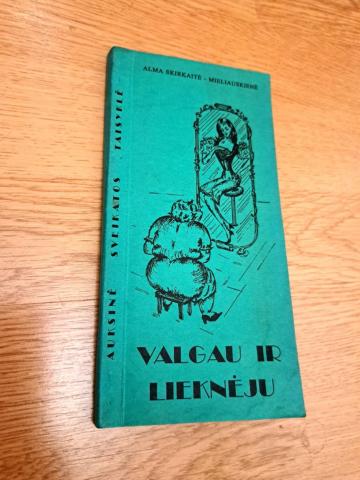 ALMA SKIRKAITĖ - MIELIAUSKIENĖ
AUKSINĖ SVEIKATOS TAISYKLĖ
VALGAU IR
LIEKNĖJU